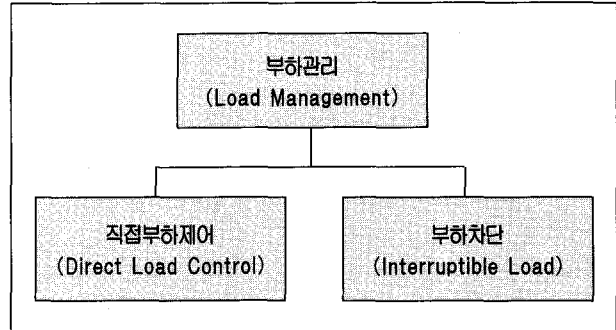 부하관리
(Load Management)
직접부하제어
(Direct Load Control)
부하차단
(Interruptible Load)